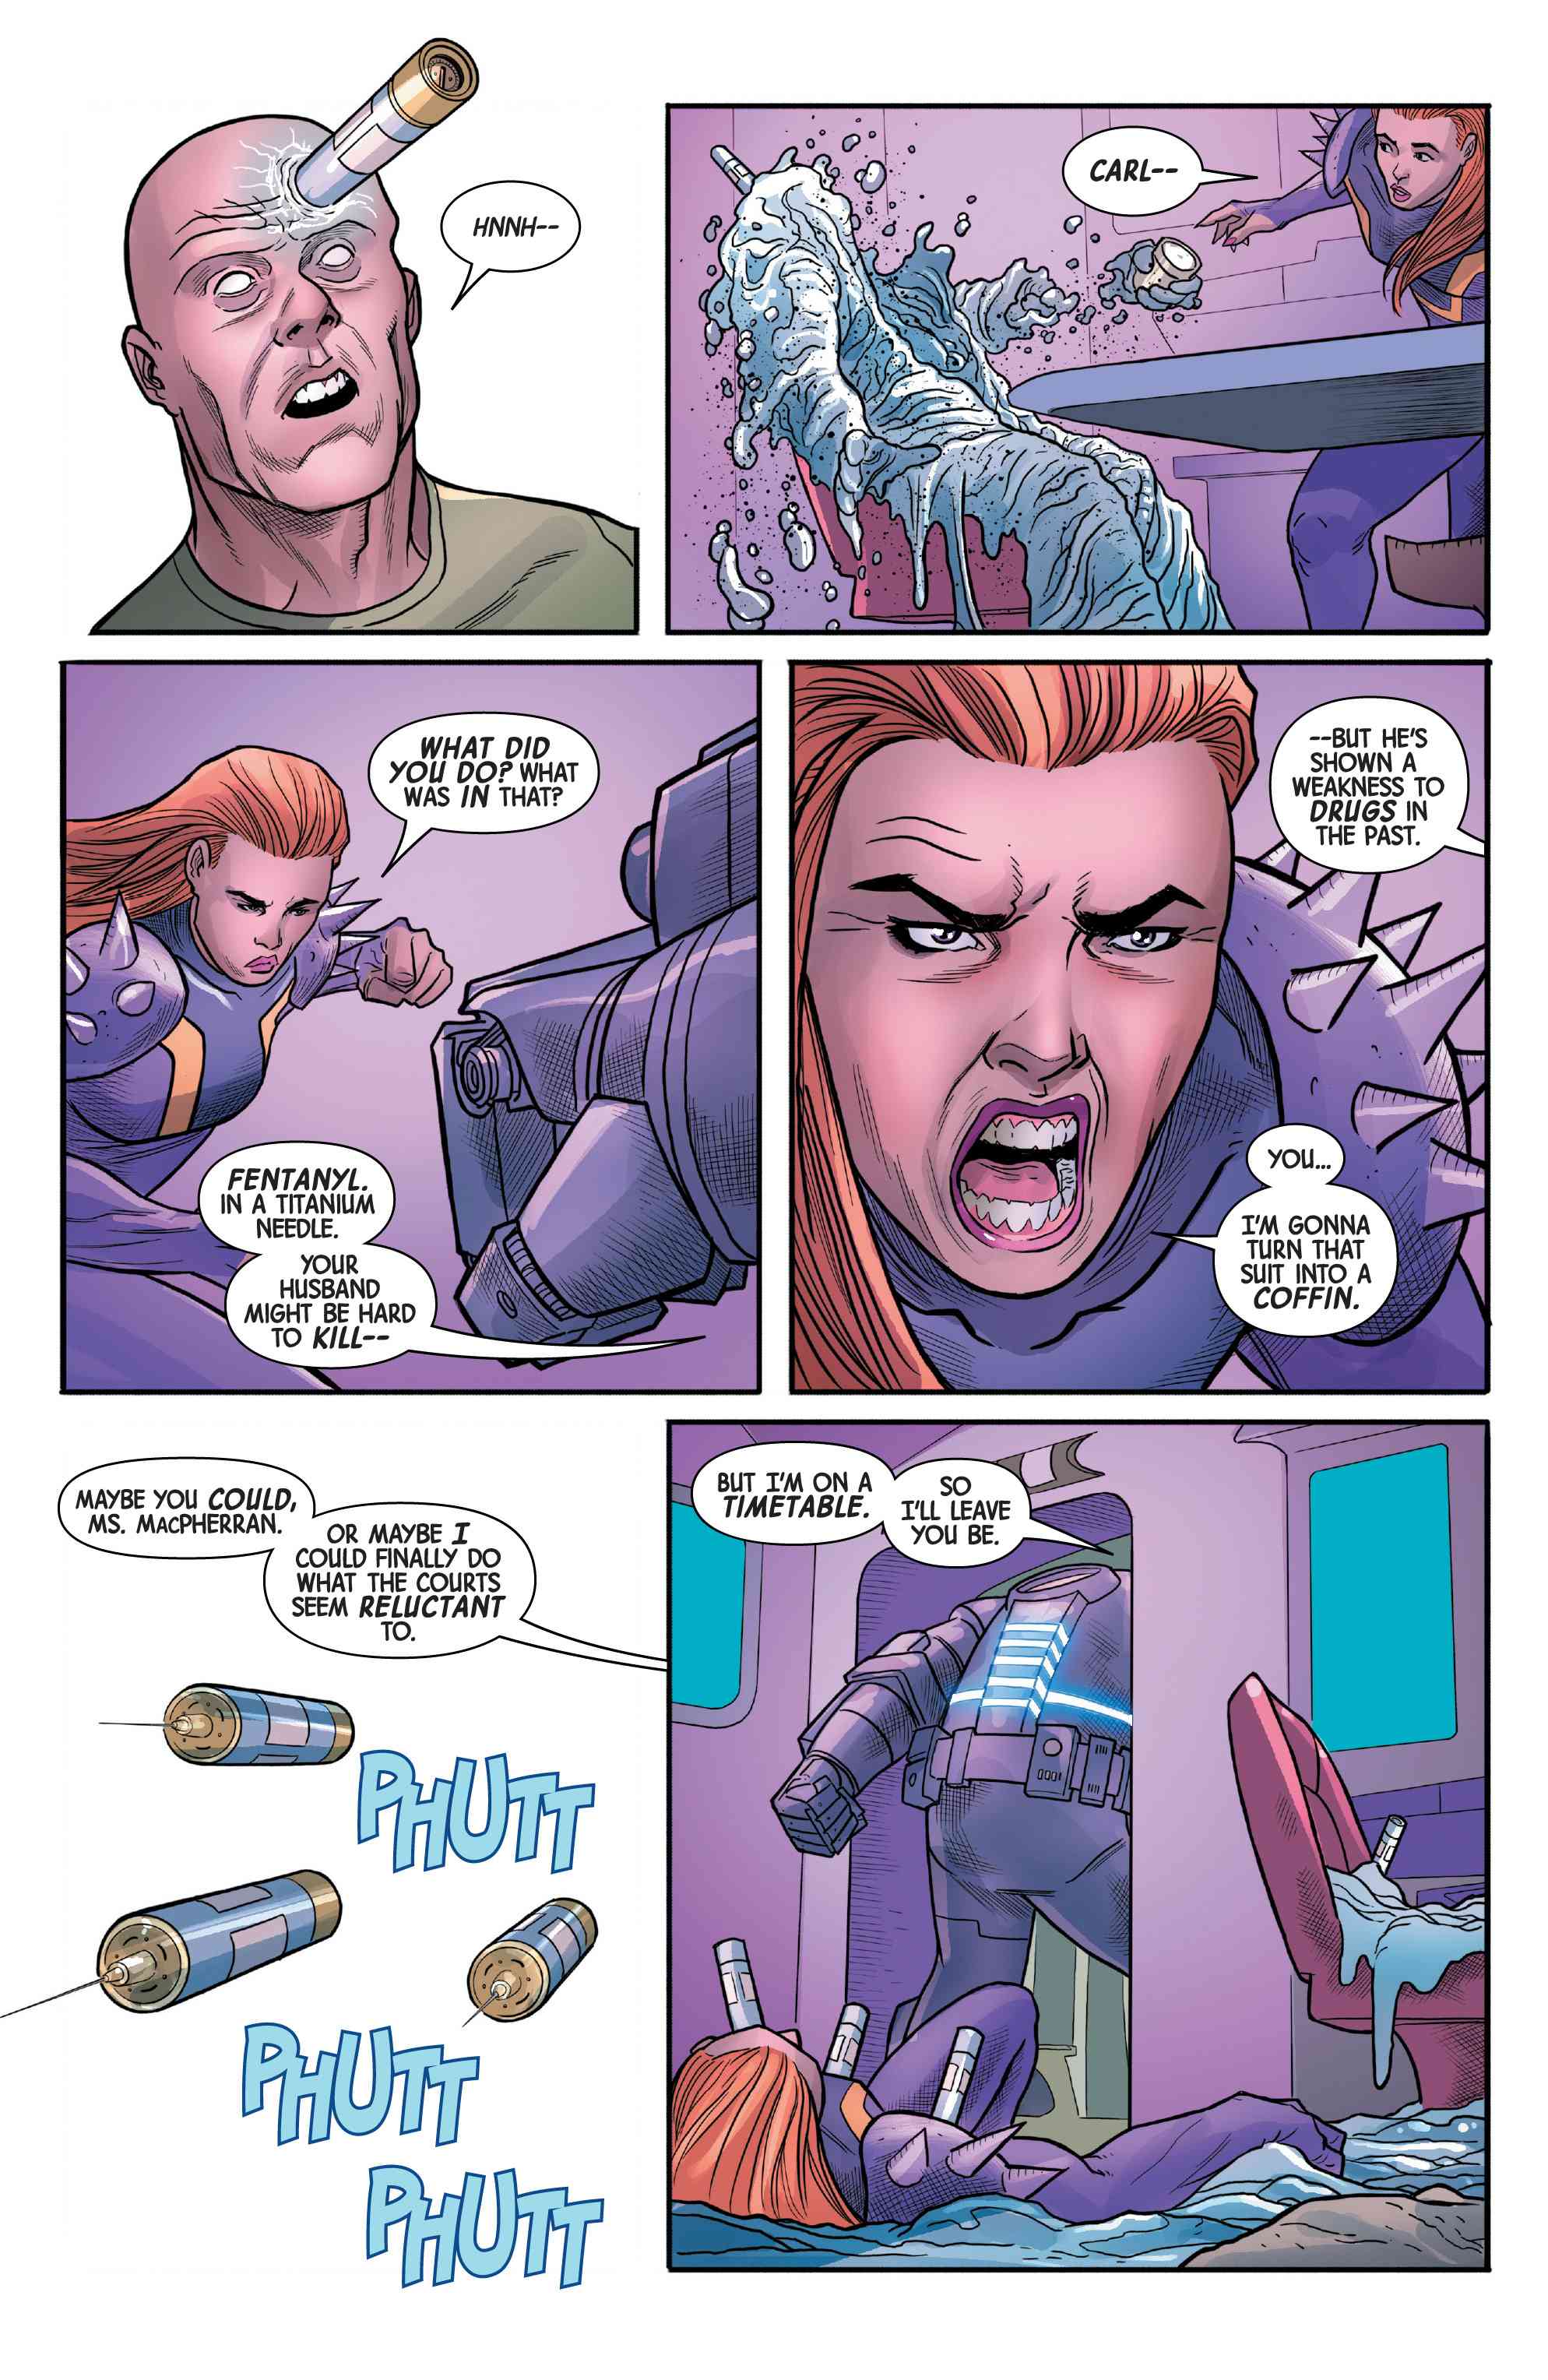 HNNH--
CARL--
WHAT DID
YOU DO? WHAT
WAS IN THAT?
FENTANYL.
IN A TITANIUM
NEEDLE.
YOUR
HUSBAND
MIGHT BE HARD
TO KILL--
--BUT HE'S
SHOWN A
WEAKNESS TO
DRUGS IN
THE PAST.
YOU...
I'M GONNA
TURN THAT
SUIT INTO A
COFFIN.
MAYBE YOU COULD,
MS. MACPHERRAN.
OR MAYBE I
COULD FINALLY DO
WHAT THE COURTS
SEEM RELUCTANT
TO.
PHUTT
PHUTT
PHUTT
BUT I'M ON A
TIMETABLE.
SO
I'LL LEAVE
YOU BE.